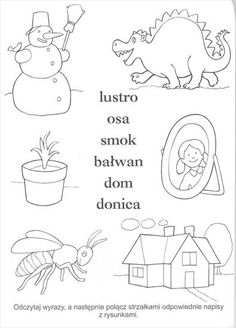 lustro
osa
smok
bałwan
dom
donica
Odczytaj wyrazy, a następnie połącz strzałkami odpowiednie napisy
z rysunkami.